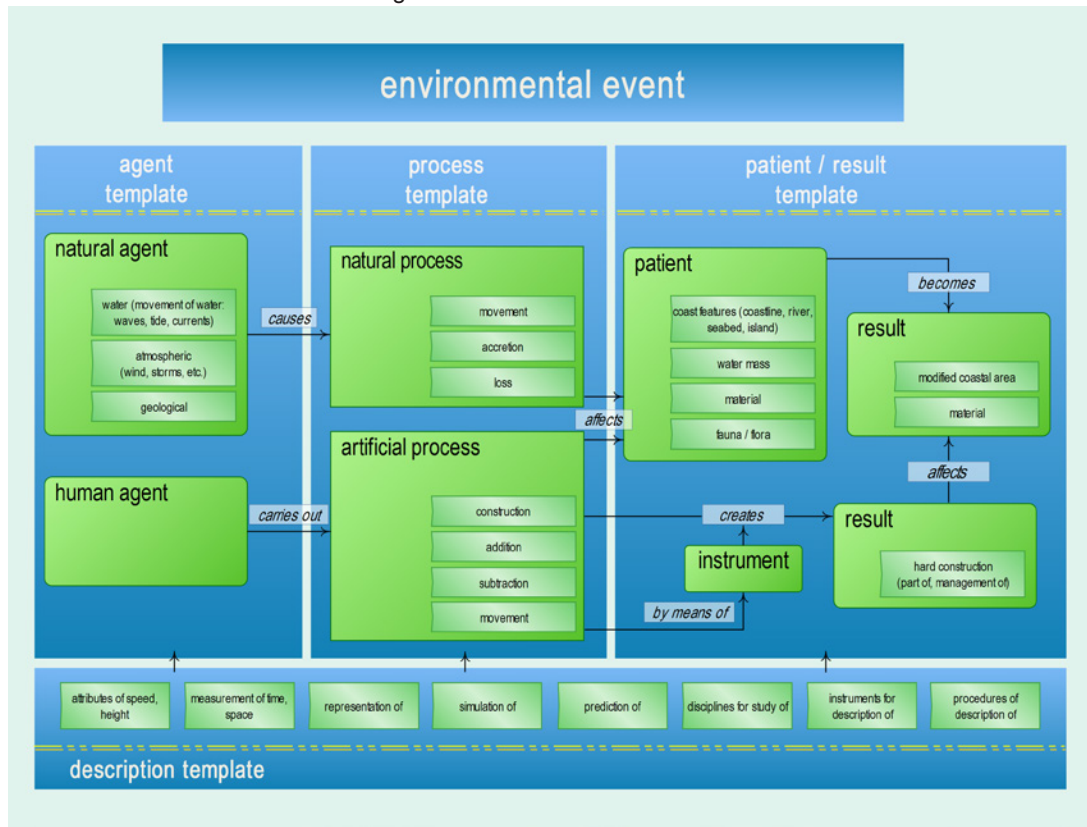 environmental event
agent
template
process
template
patient / result
template
natural agent
water (movement of water:
waves, tide, currents)
atmospheric
(wind, storms, etc.)
geological
human agent
causes
carries out
natural process
movement
accretion
loss
artificial process
construction
addition
subtraction
movement
affects
patient
coast features (coastline, river,
seabed, island)
water mass
material
fauna / flora
becomes
result
modified coastal area
material
affects
creates
instrument
by means of
result
hard construction
(part of, management of)
attributes of speed,
height
measurement of time,
space
representation of
simulation of
prediction of
disciplines for study of
instruments for
description of
procedures of
description of
description template